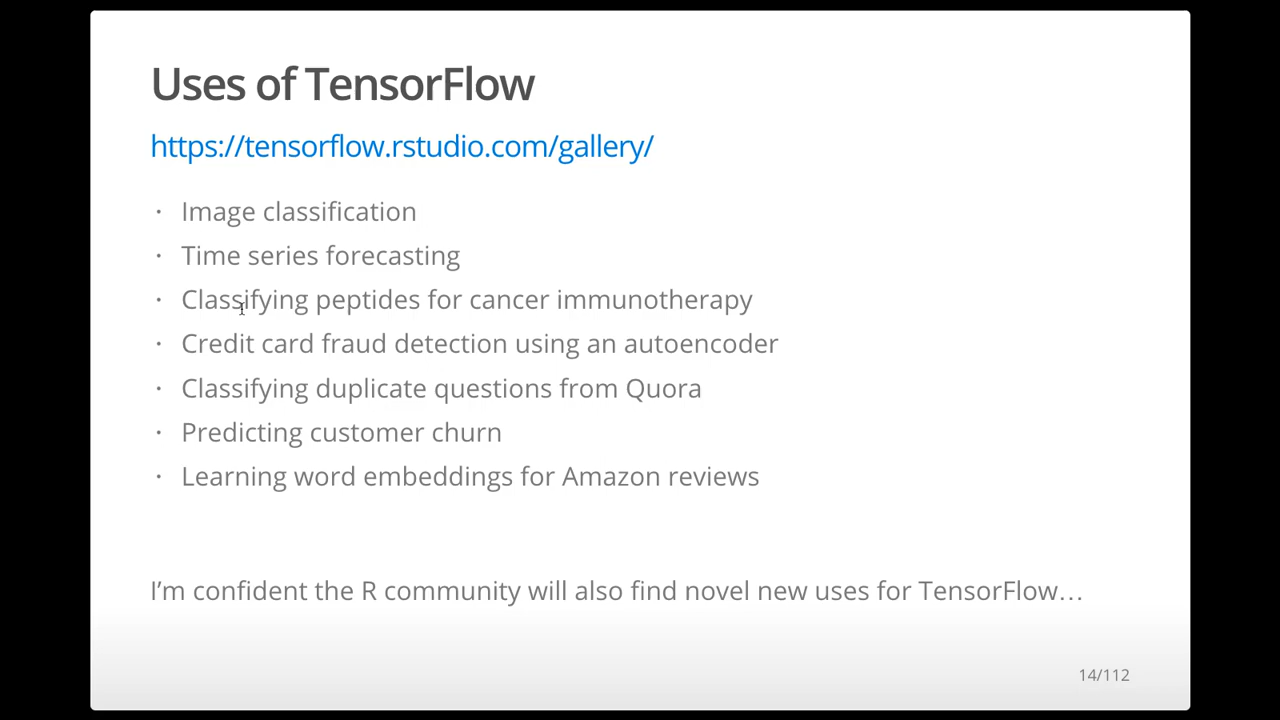 Uses of TensorFlow
https://tensorflow.rstudio.com/gallery/
· Image classification
· Time series forecasting
· Classifying peptides for cancer immunotherapy
· Credit card fraud detection using an autoencoder
· Classifying duplicate questions from Quora
· Predicting customer churn
· Learning word embeddings for Amazon reviews
I’m confident the R community will also find novel new uses for TensorFlow…
14/112